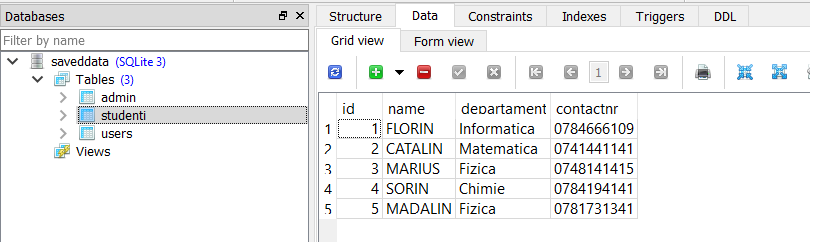 Databases
Filter by name
saveddata (SQLite 3)
Tables (3)
admin
studenti
users
Views
Structure Data Constraints Indexes Triggers DDL
Grid view Form view
1
id name departament contactnr
1 1 FLORIN Informatica 0784666109
2 2 CATALIN Matematica 0741441141
3 3 MARIUS Fizica 0748141415
4 4 SORIN Chimie 0784194141
5 5 MADALIN Fizica 0781731341